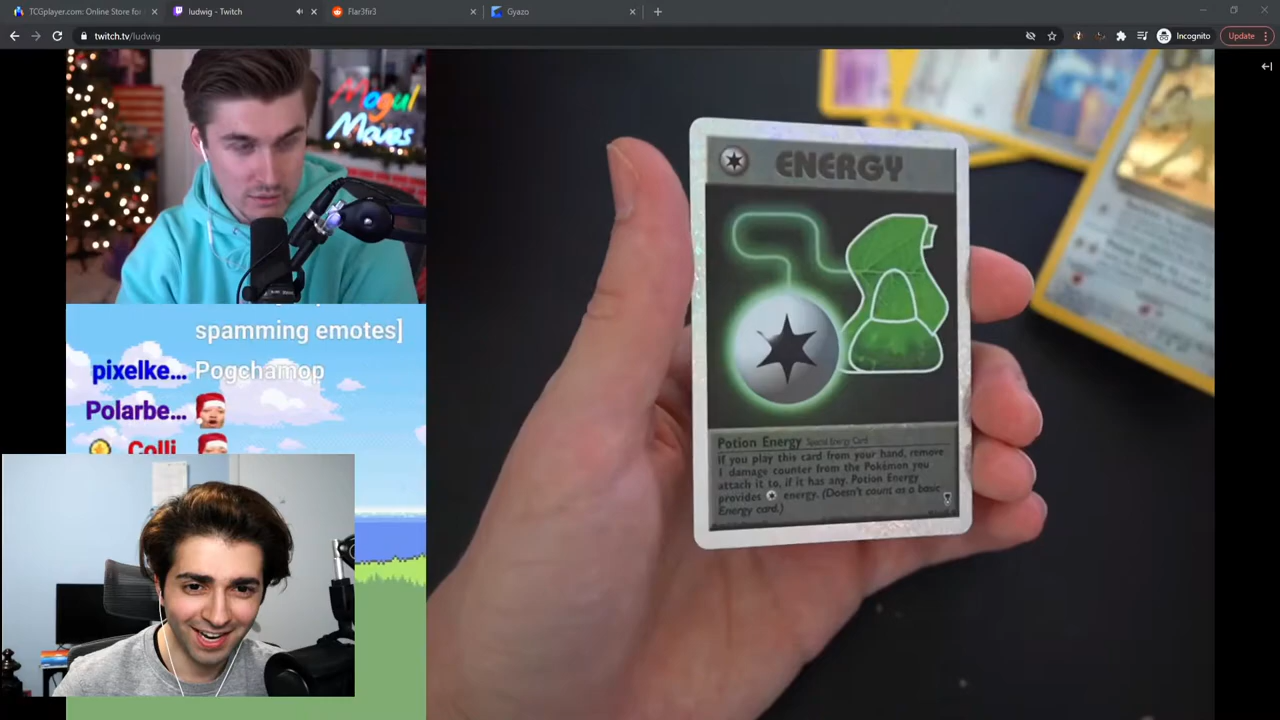 TCGplayer.com: Online Store for
ludwig - Twitch
Flar3fir3
Gyazo
twitch.tv/ludwig
Incognito
Update
Mogul
Moves
spamming emotes]
pixelke... Pogchamop
Polarbe...
Colli
ENERGY
Potion Energy Special Energy Card
If you play this card from your hand, remove
1 damage counter from the Pokémon you
attach it to, if it has any. Potion Energy
provides energy. (Doesn't count as a basic
Energy card.)